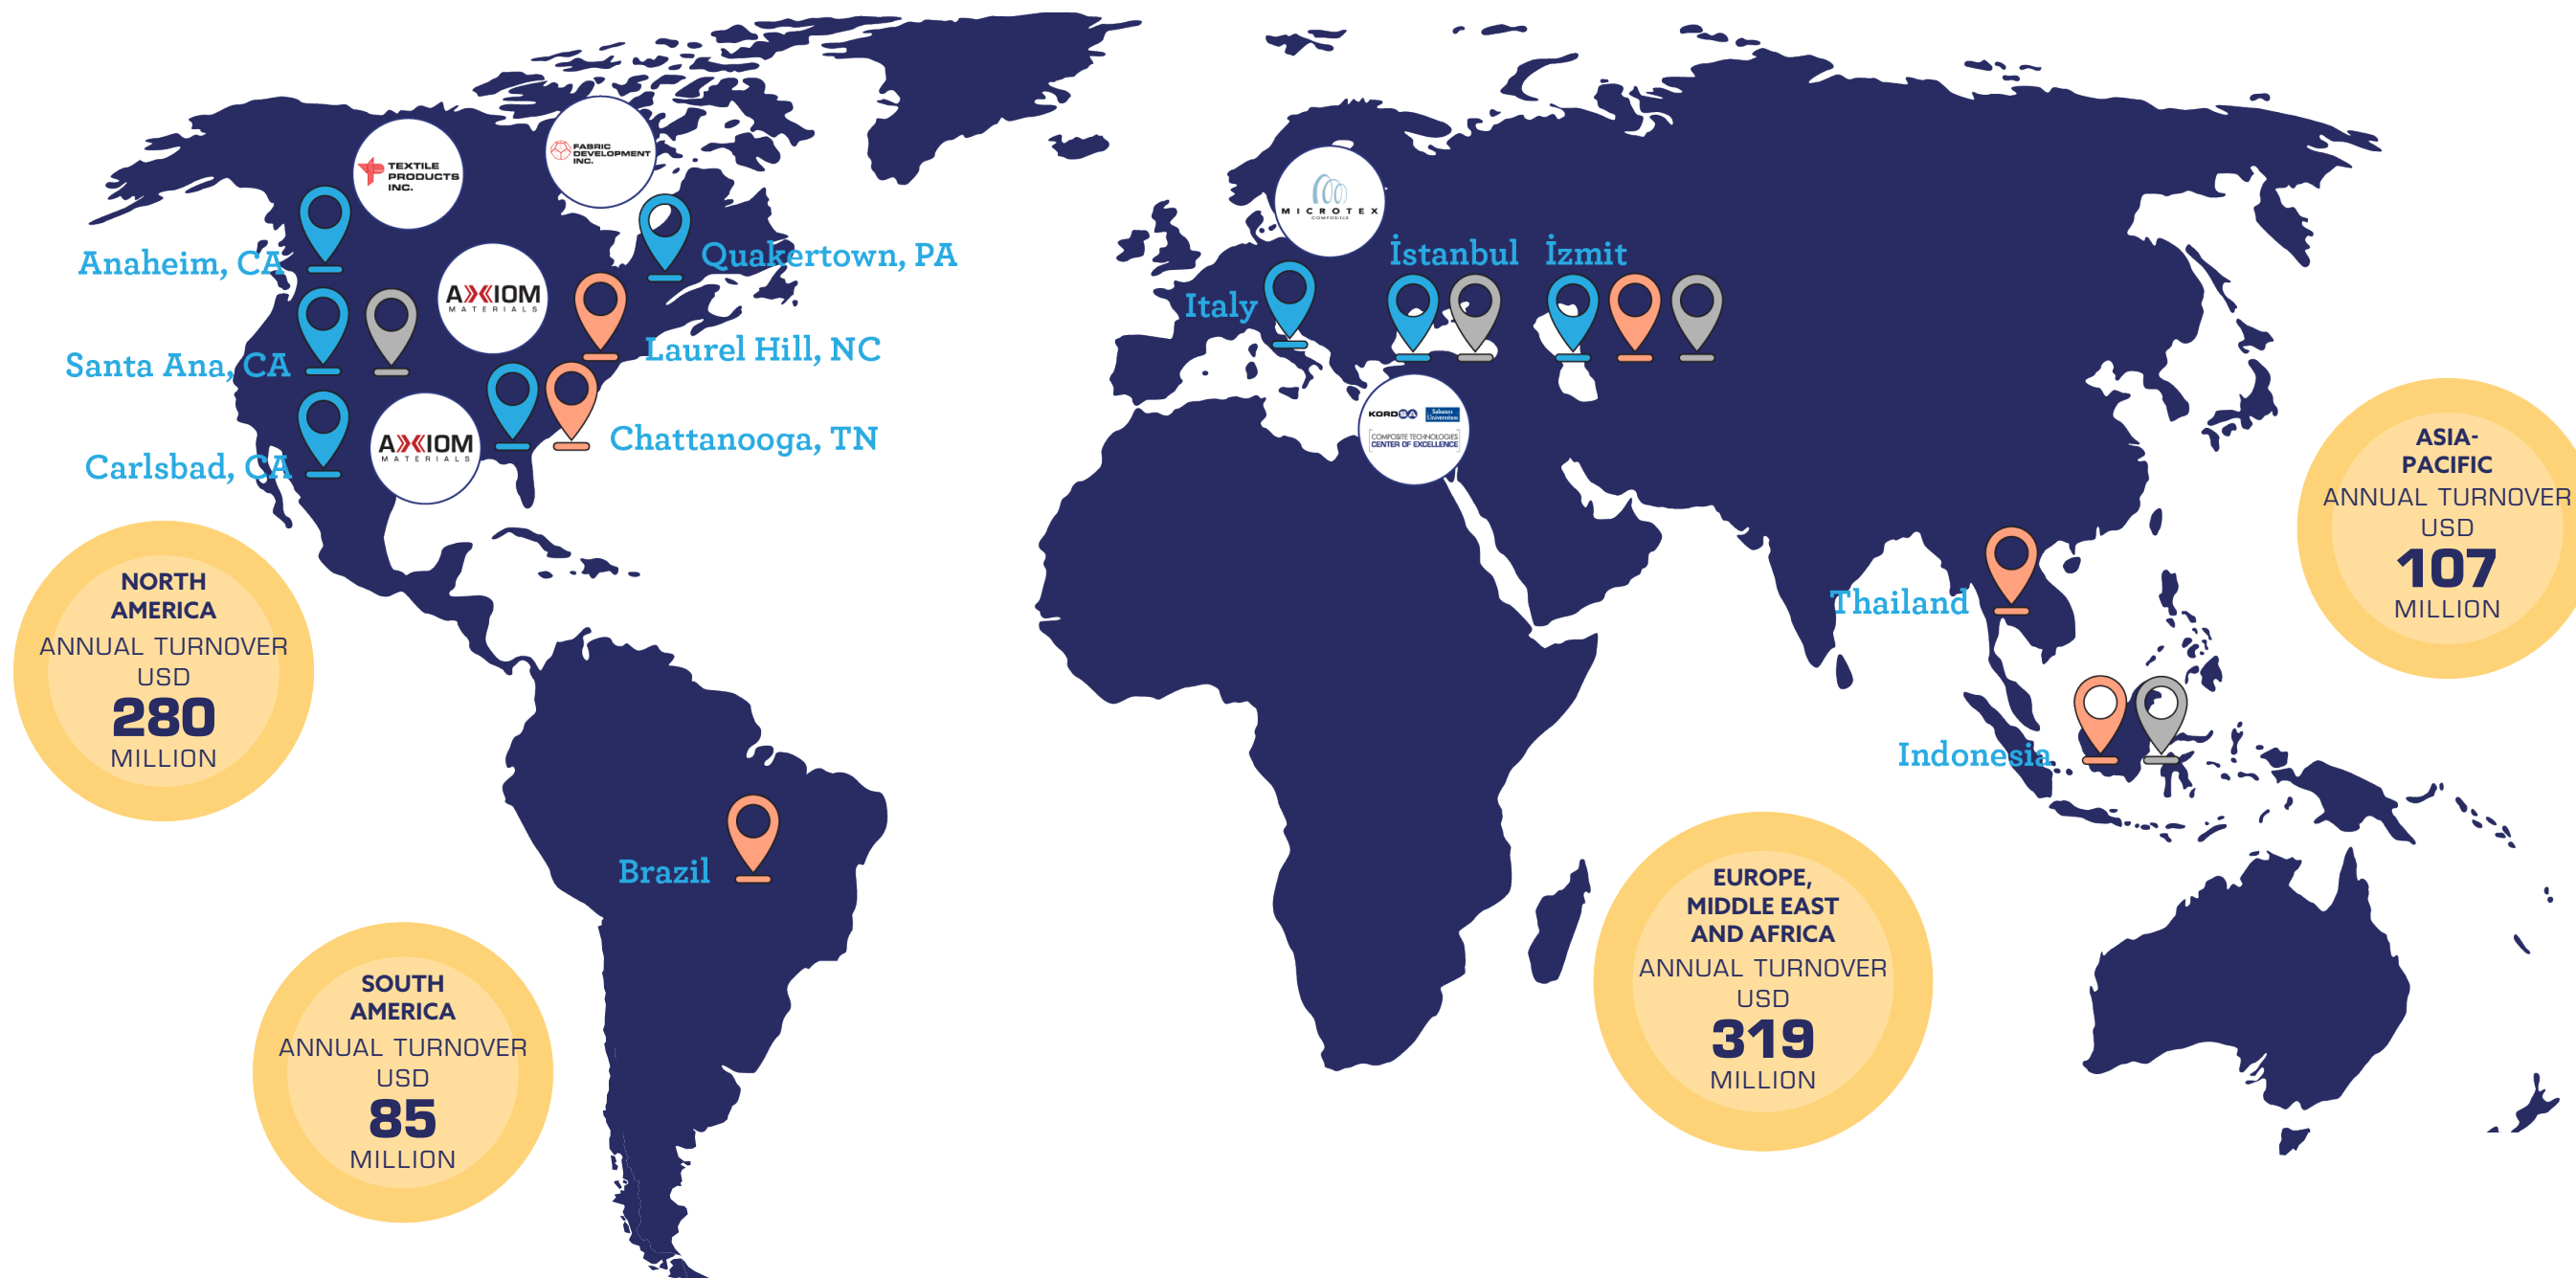 TEXTILE
PRODUCTS
INC.
FABRIC
DEVELOPMENT
INC.
Anaheim, CA
Quakertown, PA
AXIOM
MATERIALS
Santa Ana, CA
Laurel Hill, NC
AXIOM
MATERIALS
Carlsbad, CA
Chattanooga, TN
NORTH
AMERICA
ANNUAL TURNOVER
USD
280
MILLION
Brazil
SOUTH
AMERICA
ANNUAL TURNOVER
USD
85
MILLION
MICROTEX
COMPOSITES
İstanbul
İzmit
Italy
KORDSA
Sabancı
Üniversitesi
COMPOSITE TECHNOLOGIES
CENTER OF EXCELLENCE
ASIA-
PACIFIC
ANNUAL TURNOVER
USD
107
MILLION
Thailand
Indonesia
EUROPE,
MIDDLE EAST
AND AFRICA
ANNUAL TURNOVER
USD
319
MILLION